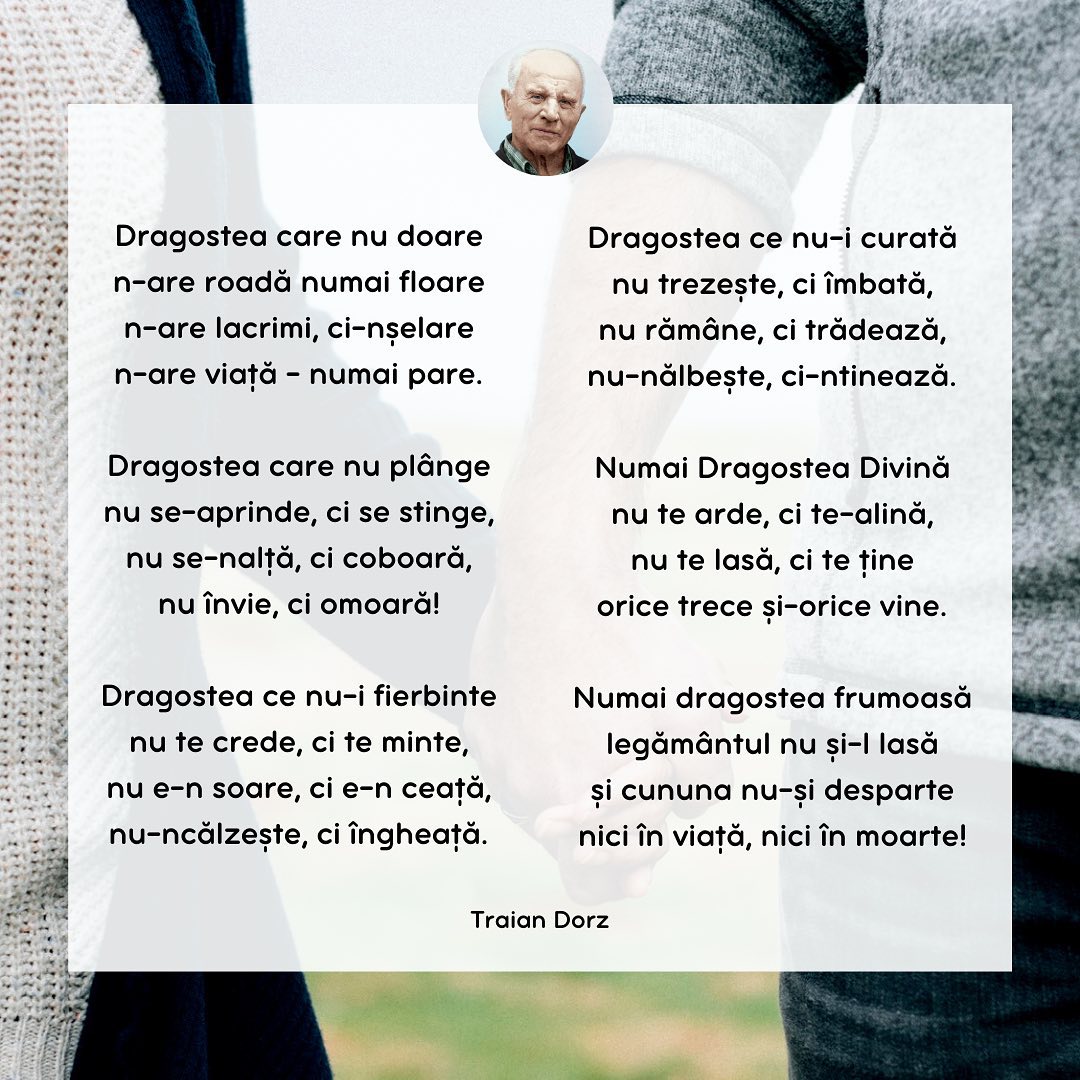 Dragostea care nu doare
n-are roadă numai floare
n-are lacrimi, ci-nșelare
n-are viață - numai pare.
Dragostea care nu plânge
nu se-aprinde, ci se stinge,
nu se-nalță, ci coboară,
nu învie, ci omoară!
Dragostea ce nu-i fierbinte
nu te crede, ci te minte,
nu e-n soare, ci e-n ceață,
nu-ncălzește, ci îngheață.
Dragostea ce nu-i curată
nu trezește, ci îmbată,
nu rămâne, ci trădează,
nu-nălbește, ci-ntinează.
Numai Dragostea Divină
nu te arde, ci te-alină,
nu te lasă, ci te ține
orice trece și-orice vine.
Numai dragostea frumoasă
legământul nu și-l lasă
și cununa nu-și desparte
nici în viață, nici în moarte!
Traian Dorz